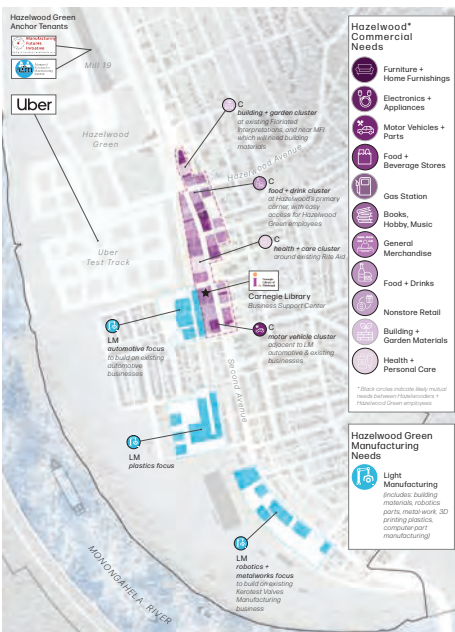 Hazelwood Green
Anchor Tenants
Manufacturing
Futures
Initiative
Mill 19
Uber
Hazelwood
Green
Uber
Test Track
C
building + garden cluster
at existing Floriated
Interpretations, and near MFI
which will need building
materials
Hazelwood Avenue
C
food + drink cluster
at Hazelwood's primary
corner, with easy
access for Hazelwood
Green employees
C
health + care cluster
around existing Rite Aid
Carnegie Library
Business Support Center
C
motor vehicle cluster
adjacent to LM
automotive & existing
businesses
LM
automotive focus
to build on existing
automotive
businesses
Second Avenue
LM
plastics focus
LM
robotics +
metalworks focus
to build on existing
Kerotest Valves
Manufacturing
business
MONONGAHELA RIVER
Hazelwood*
Commercial
Needs
Furniture +
Home Furnishings
Electronics +
Appliances
Motor Vehicles +
Parts
Food +
Beverage Stores
Gas Station
Books,
Hobby, Music
General
Merchandise
Food + Drinks
Nonstore Retail
Building +
Garden Materials
Health +
Personal Care
* Black circles indicate likely mutual
needs between Hazelwooders +
Hazelwood Green employees
Hazelwood Green
Manufacturing
Needs
Light
Manufacturing
(includes: building
materials, robotics
parts, metal-work, 3D
printing plastics,
computer-part
manufacturing)